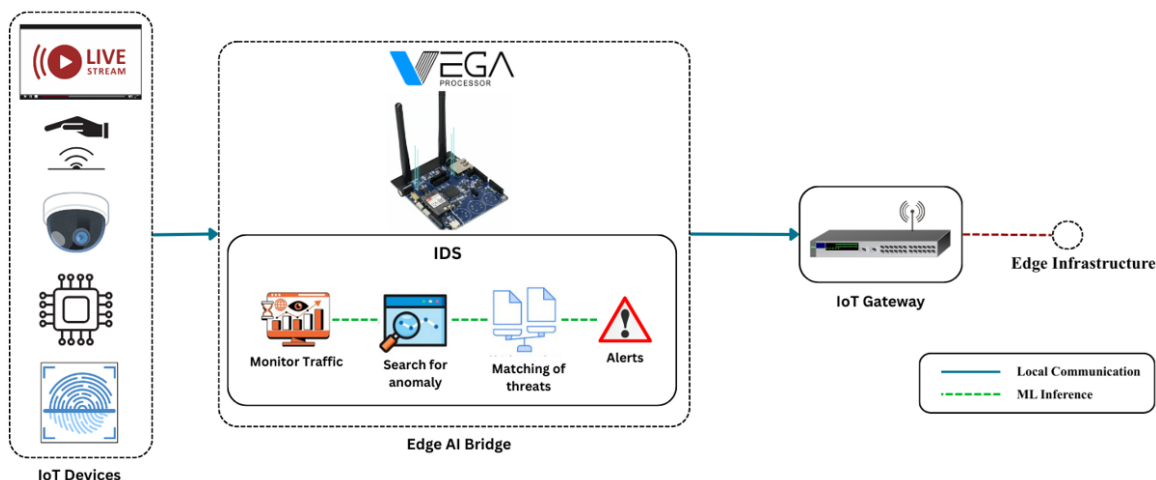 LIVE
STREAM
IoT Devices
VEGA
PROCESSOR
IDS
Monitor Traffic
Search for
anomaly
Matching of
threats
Alerts
Edge AI Bridge
IoT Gateway
Edge Infrastructure
Local Communication
ML Inference